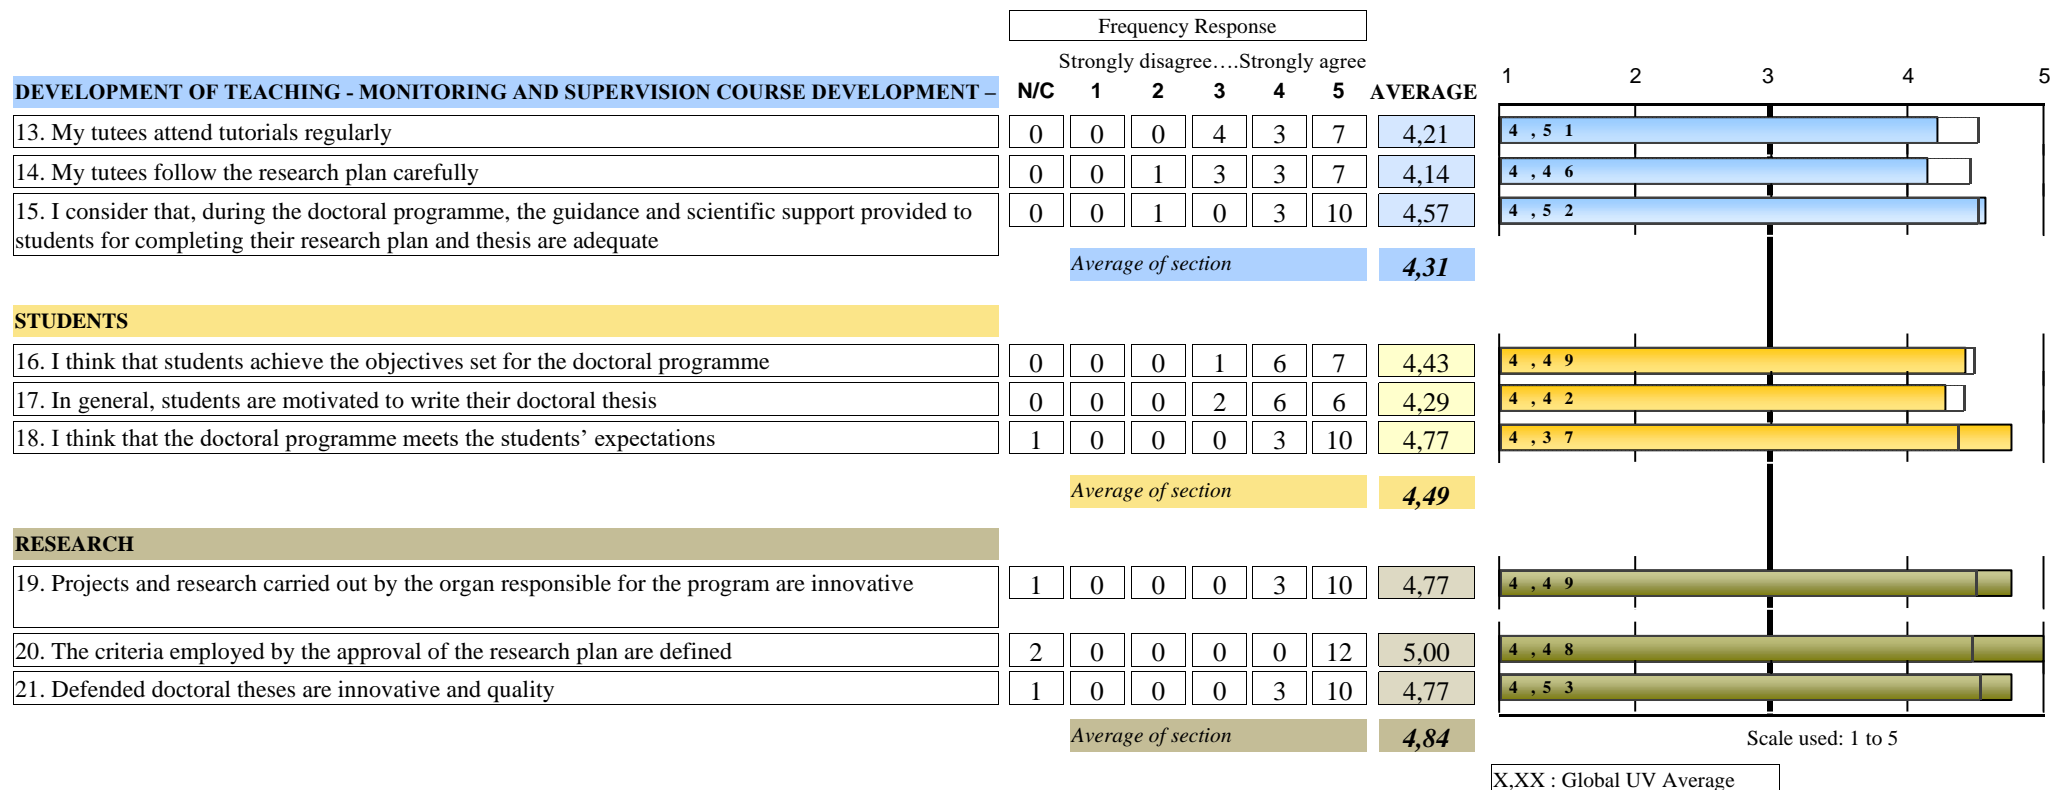 Frequency Response
Strongly disagree….Strongly agree
DEVELOPMENT OF TEACHING - MONITORING AND SUPERVISION COURSE DEVELOPMENT – N/C 1 2 3 4 5 AVERAGE 1 2 3 4 5
13. My tutees attend tutorials regularly 0 0 0 4 3 7 4,21 4,51
14. My tutees follow the research plan carefully 0 0 1 3 3 7 4,14 4,46
15. I consider that, during the doctoral programme, the guidance and scientific support provided to 0 0 1 0 3 10 4,57 4,52
students for completing their research plan and thesis are adequate
Average of section 4,31
STUDENTS
16. I think that students achieve the objectives set for the doctoral programme 0 0 0 1 6 7 4,43 4,49
17. In general, students are motivated to write their doctoral thesis 0 0 0 2 6 6 4,29 4,42
18. I think that the doctoral programme meets the students’ expectations 1 0 0 0 3 10 4,77 4,37
Average of section 4,49
RESEARCH
19. Projects and research carried out by the organ responsible for the program are innovative 1 0 0 0 3 10 4,77 4,49
20. The criteria employed by the approval of the research plan are defined 2 0 0 0 0 12 5,00 4,48
21. Defended doctoral theses are innovative and quality 1 0 0 0 3 10 4,77 4,53
Average of section 4,84
Scale used: 1 to 5
X,XX : Global UV Average